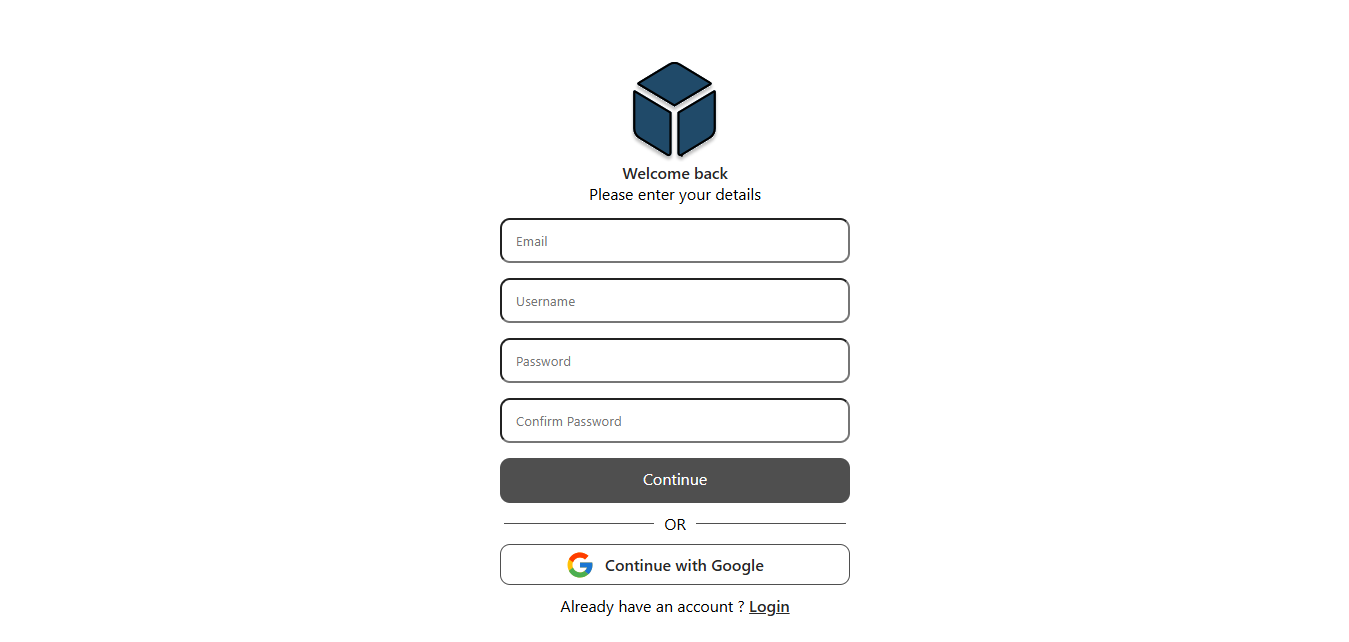 Welcome back
Please enter your details
Email
Username
Password
Confirm Password
Continue
OR
Continue with Google
Already have an account ? Login